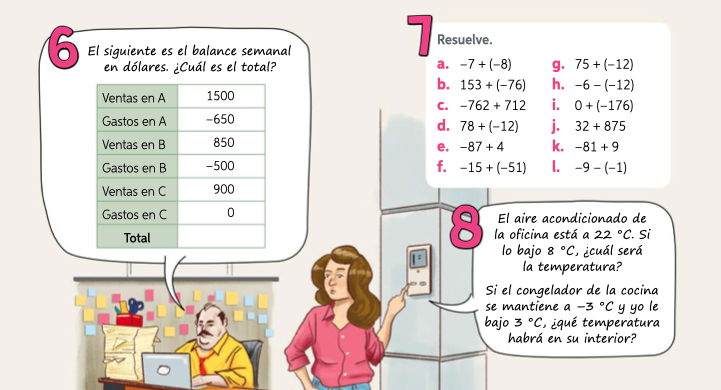 6
El siguiente es el balance semanal
en dólares. ¿Cuál es el total?
Ventas en A 1500
Gastos en A −650
Ventas en B 850
Gastos en B −500
Ventas en C 900
Gastos en C 0
Total
7
Resuelve.
a. −7 + (−8)
b. 153 + (−76)
c. −762 + 712
d. 78 + (−12)
e. −87 + 4
f. −15 + (−51)
g. 75 + (−12)
h. −6 − (−12)
i. 0 + (−176)
j. 32 + 875
k. −81 + 9
l. −9 − (−1)
8
El aire acondicionado de
la oficina está a 22 °C. Si
lo bajo 8 °C, ¿cuál será
la temperatura?
Si el congelador de la cocina
se mantiene a −3 °C y yo le
bajo 3 °C, ¿qué temperatura
habrá en su interior?